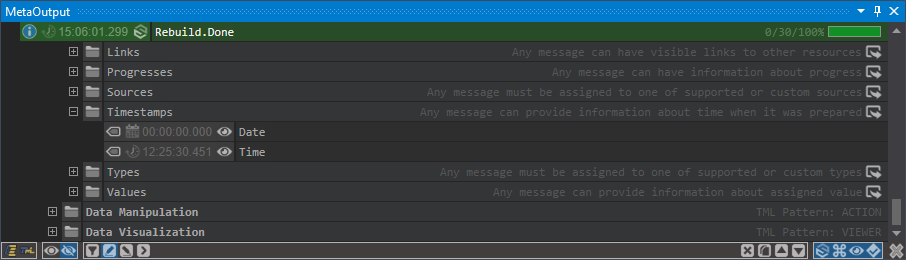 MetaOutput
15:06:01.299 Rebuild.Done 0/30/100%
Links Any message can have visible links to other resources
Progresses Any message can have information about progress
Sources Any message must be assigned to one of supported or custom sources
Timestamps Any message can provide information about time when it was prepared
00:00:00.000 Date
12:25:30.451 Time
Types Any message must be assigned to one of supported or custom types
Values Any message can provide information about assigned value
Data Manipulation TML Pattern: ACTION
Data Visualization TML Pattern: VIEWER